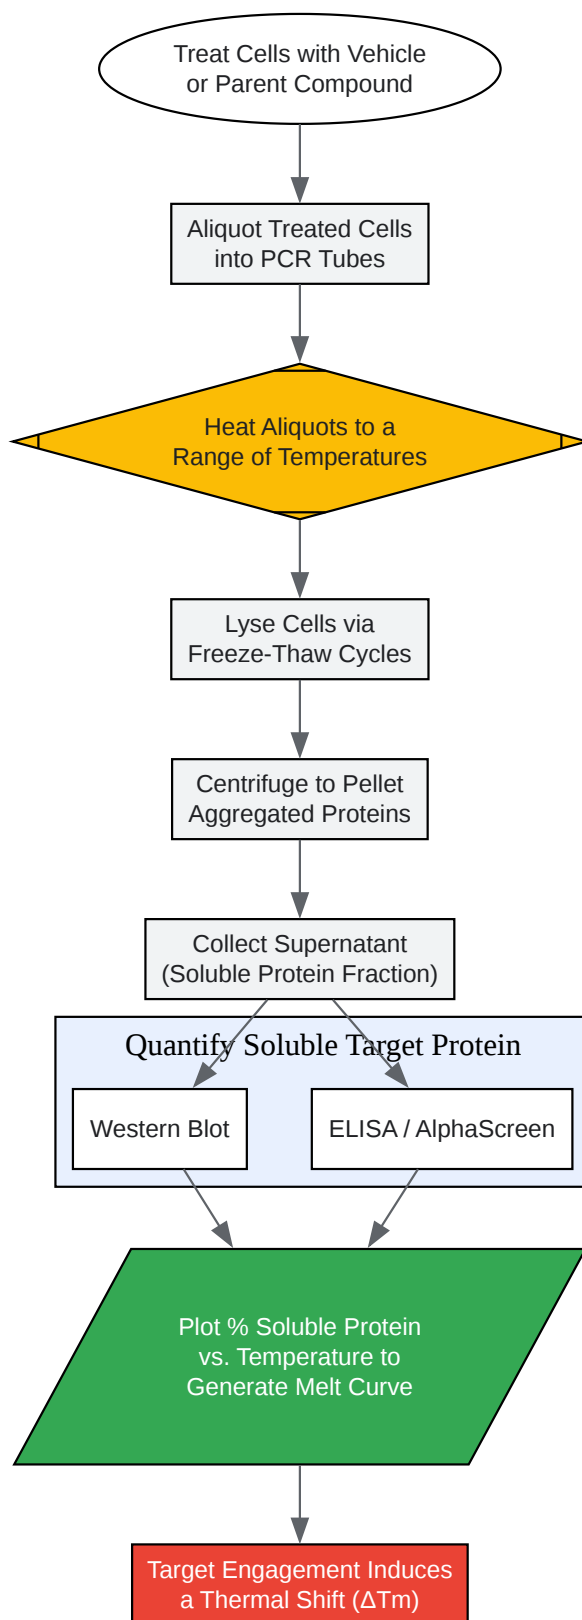 Treat Cells with Vehicle
or Parent Compound
Aliquot Treated Cells
into PCR Tubes
Heat Aliquots to a
Range of Temperatures
Lyse Cells via
Freeze-Thaw Cycles
Centrifuge to Pellet
Aggregated Proteins
Collect Supernatant
(Soluble Protein Fraction)
Quantify Soluble Target Protein
Western Blot
ELISA / AlphaScreen
Plot % Soluble Protein
vs. Temperature to
Generate Melt Curve
Target Engagement Induces
a Thermal Shift (ΔTm)